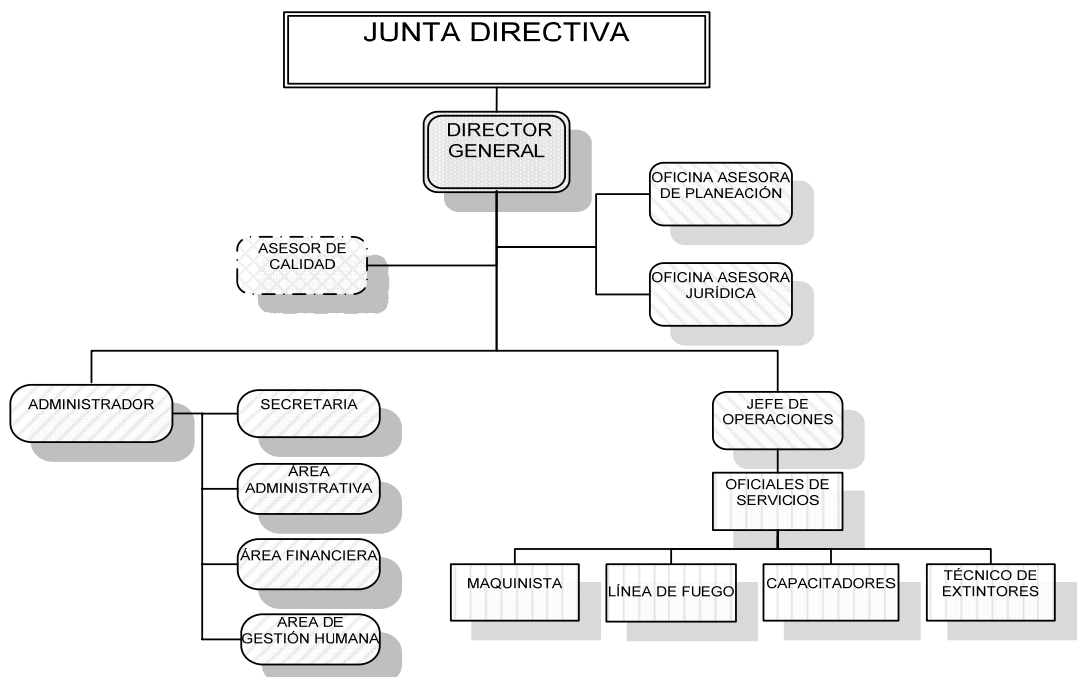 JUNTA DIRECTIVA
DIRECTOR
GENERAL
OFICINA ASESORA
DE PLANEACIÓN
ASESOR DE
CALIDAD
OFICINA ASESORA
JURÍDICA
ADMINISTRADOR
SECRETARIA
ÁREA
ADMINISTRATIVA
ÁREA FINANCIERA
ÁREA DE
GESTIÓN HUMANA
JEFE DE
OPERACIONES
OFICIALES DE
SERVICIOS
MAQUINISTA
LÍNEA DE FUEGO
CAPACITADORES
TÉCNICO DE
EXTINTORES